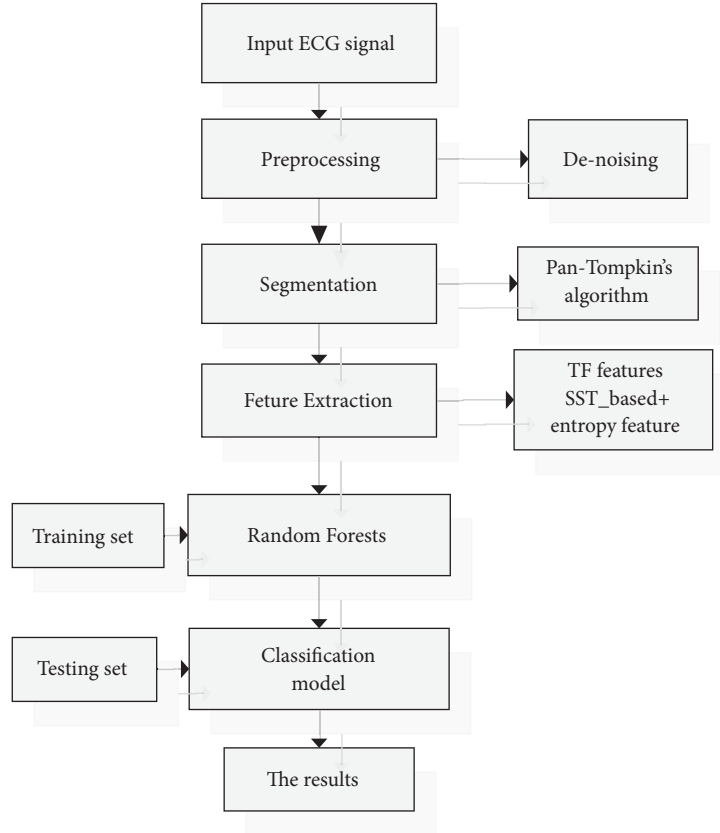 Input ECG signal
Preprocessing
De-noising
Segmentation
Pan-Tompkin's
algorithm
Feture Extraction
TF features
SST_based+
entropy feature
Training set
Random Forests
Testing set
Classification
model
The results